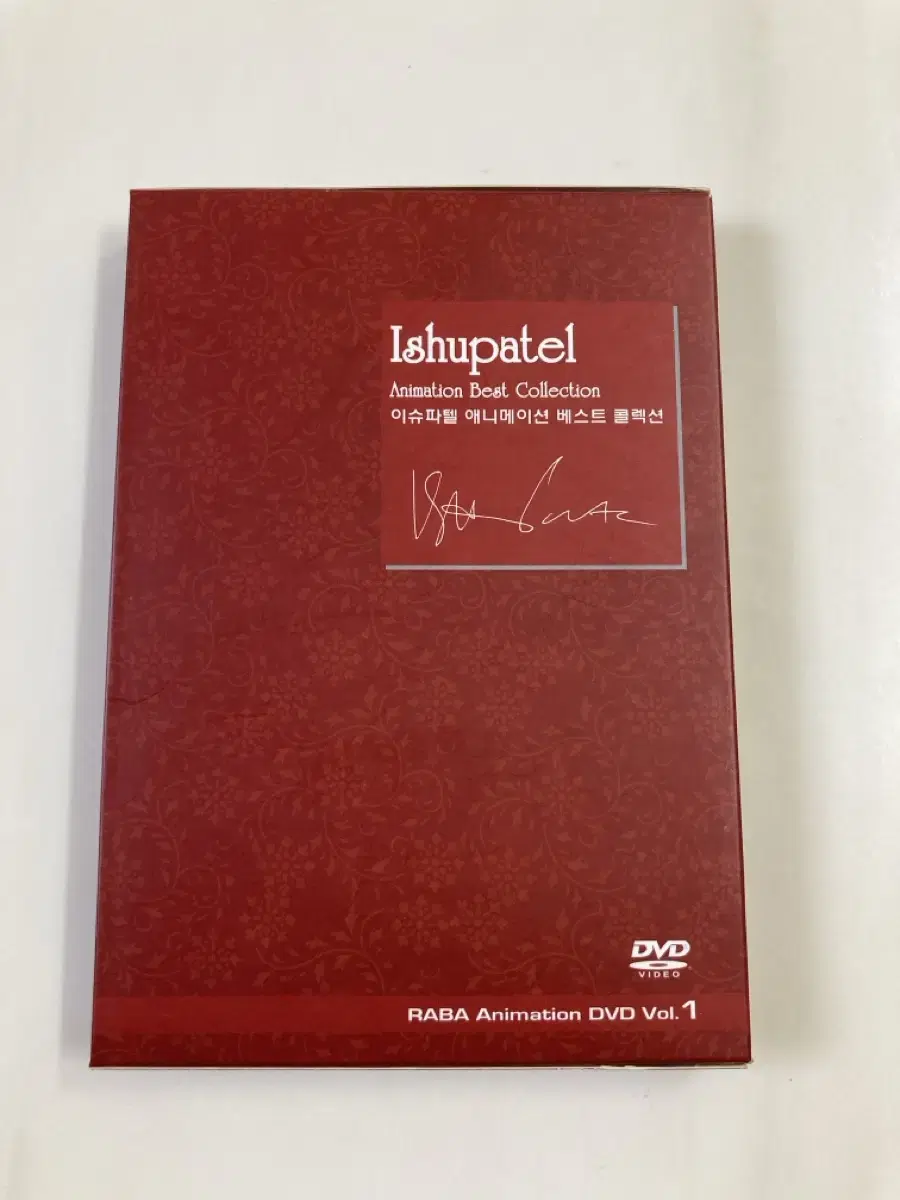 Ishupatel
Animation Best Collection
이슈파텔 애니메이션 베스트 콜렉션
DVD
VIDEO
RABA Animation DVD Vol.1